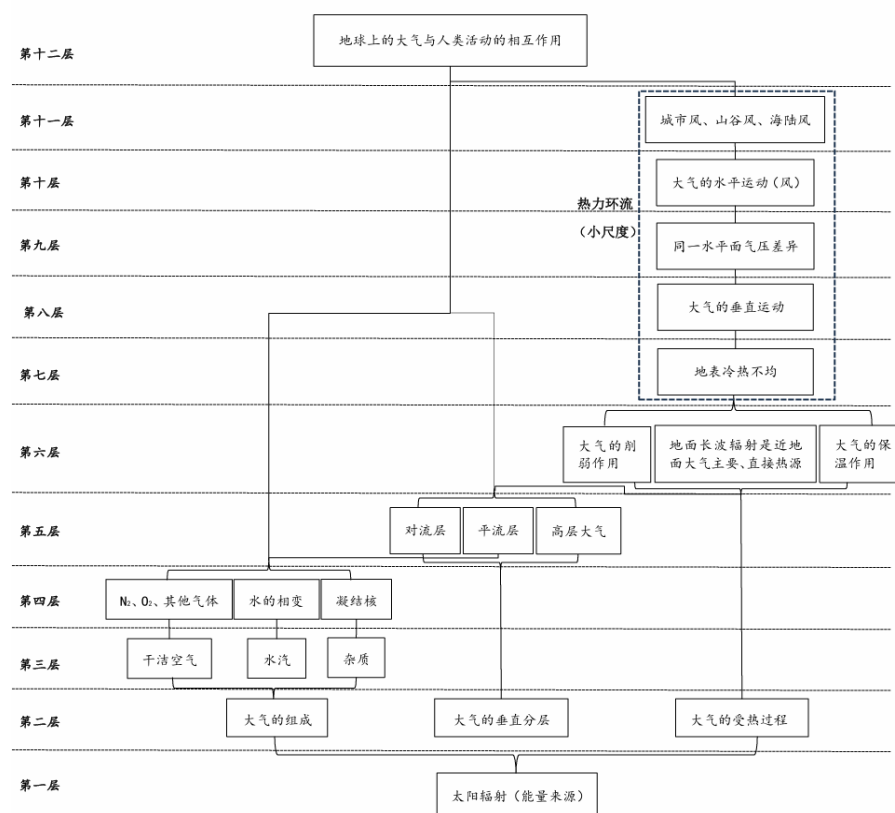 地球上的大气与人类活动的相互作用
第十二层
第十一层
城市风、山谷风、海陆风
第十层
大气的水平运动（风）
热力环流
（小尺度）
第九层
同一水平面气压差异
第八层
大气的垂直运动
第七层
地表冷热不均
第六层
大气的削
弱作用
地面长波辐射是近地
面大气主要、直接热源
大气的保
温作用
第五层
对流层
平流层
高层大气
第四层
N₂、O₂、其他气体
水的相变
凝结核
第三层
干洁空气
水汽
杂质
第二层
大气的组成
大气的垂直分层
大气的受热过程
第一层
太阳辐射（能量来源）